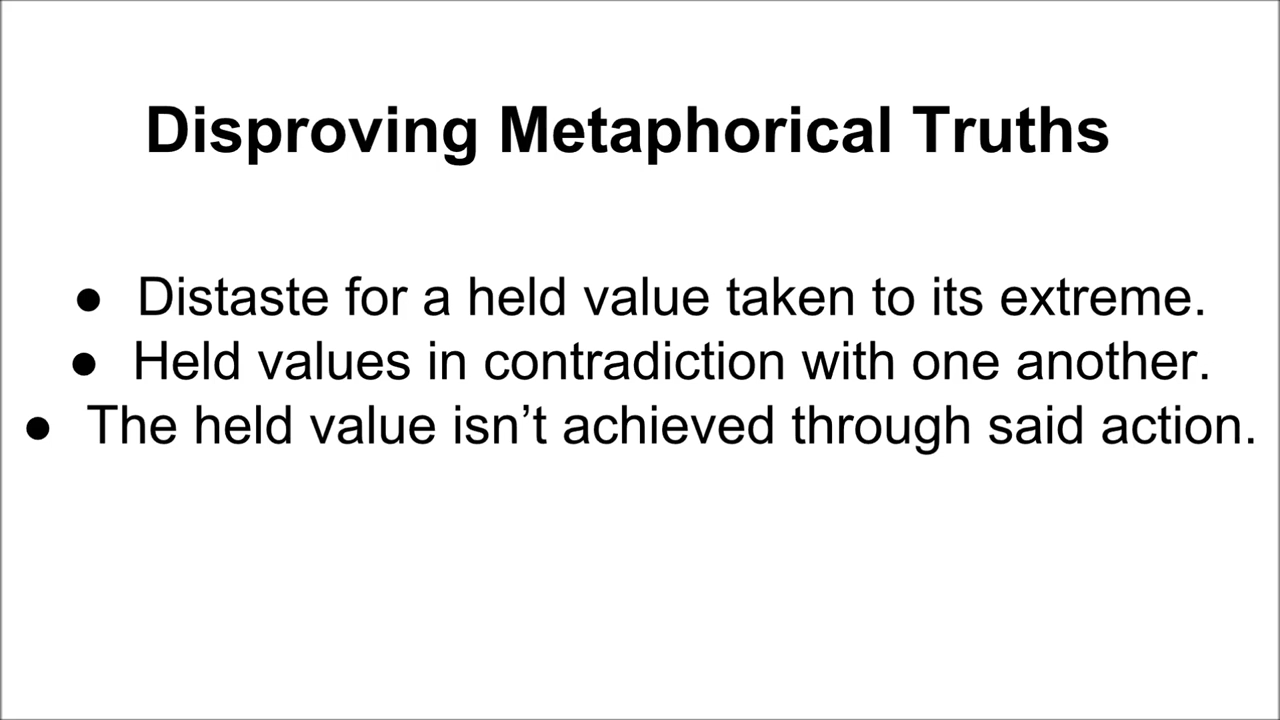 Disproving Metaphorical Truths
● Distaste for a held value taken to its extreme.
● Held values in contradiction with one another.
● The held value isn’t achieved through said action.